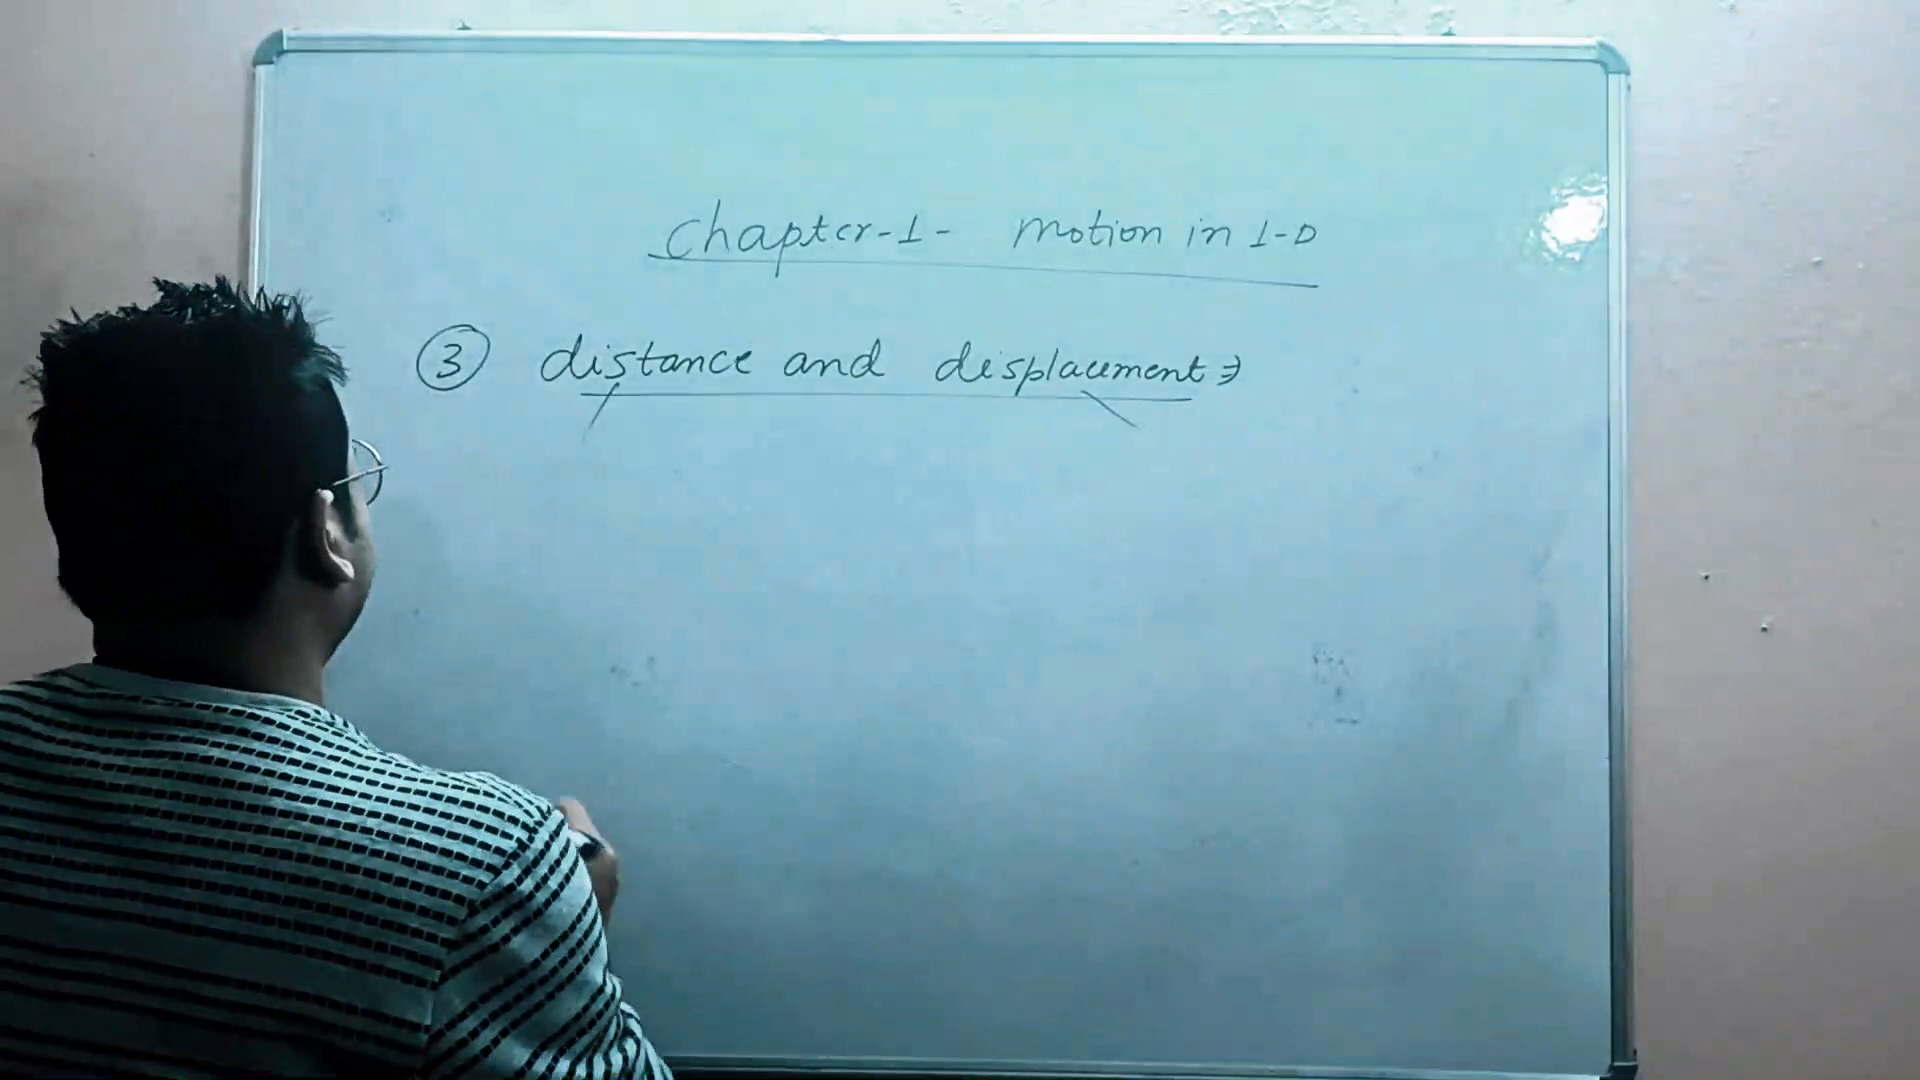 Chapter-1- Motion in 1-D
③ distance and displacement⇒